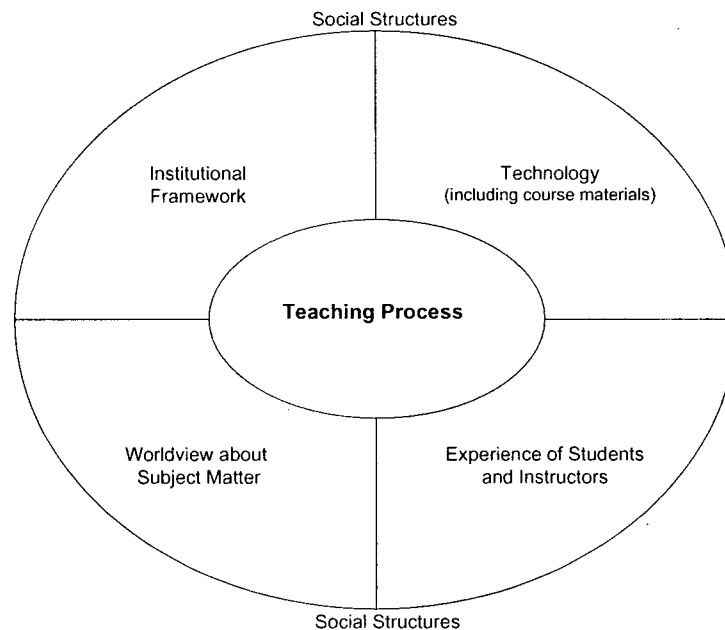 Social Structures
Institutional
Framework
Technology
(including course materials)
Teaching Process
Worldview about
Subject Matter
Experience of Students
and Instructors
Social Structures